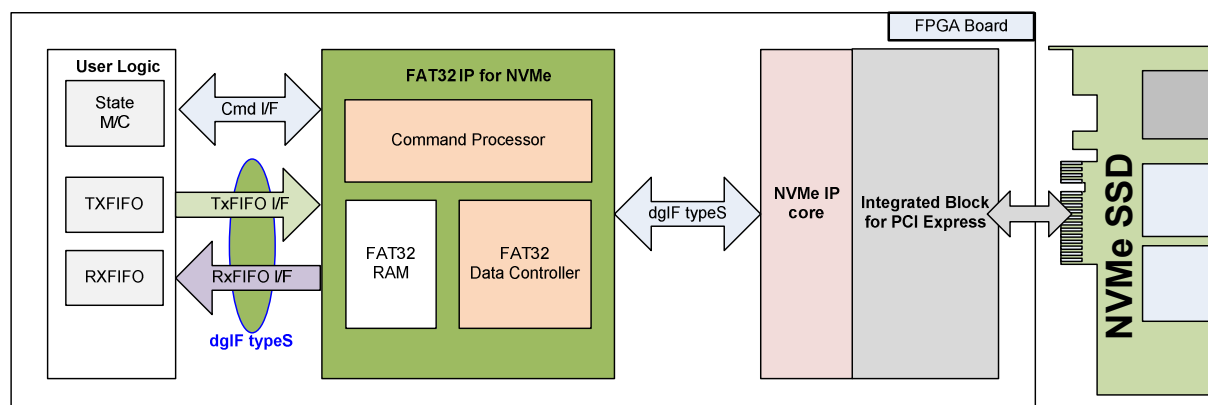 FPGA Board
User Logic
State
M/C
TXFIFO
RXFIFO
Cmd I/F
TxFIFO I/F
RxFIFO I/F
dgIF typeS
FAT32 IP for NVMe
Command Processor
FAT32
RAM
FAT32
Data Controller
dgIF typeS
NVMe IP
core
Integrated Block
for PCI Express
NVMe SSD